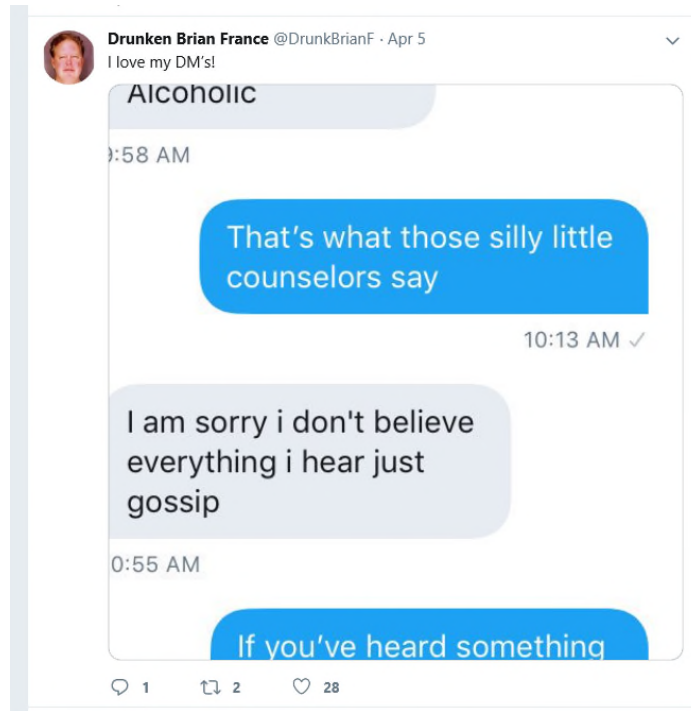 Drunken Brian France @DrunkBrianF · Apr 5
I love my DM's!
Alcoholic
9:58 AM
That's what those silly little
counselors say
10:13 AM ✓
I am sorry i don't believe
everything i hear just
gossip
0:55 AM
If you've heard something
1 2 28